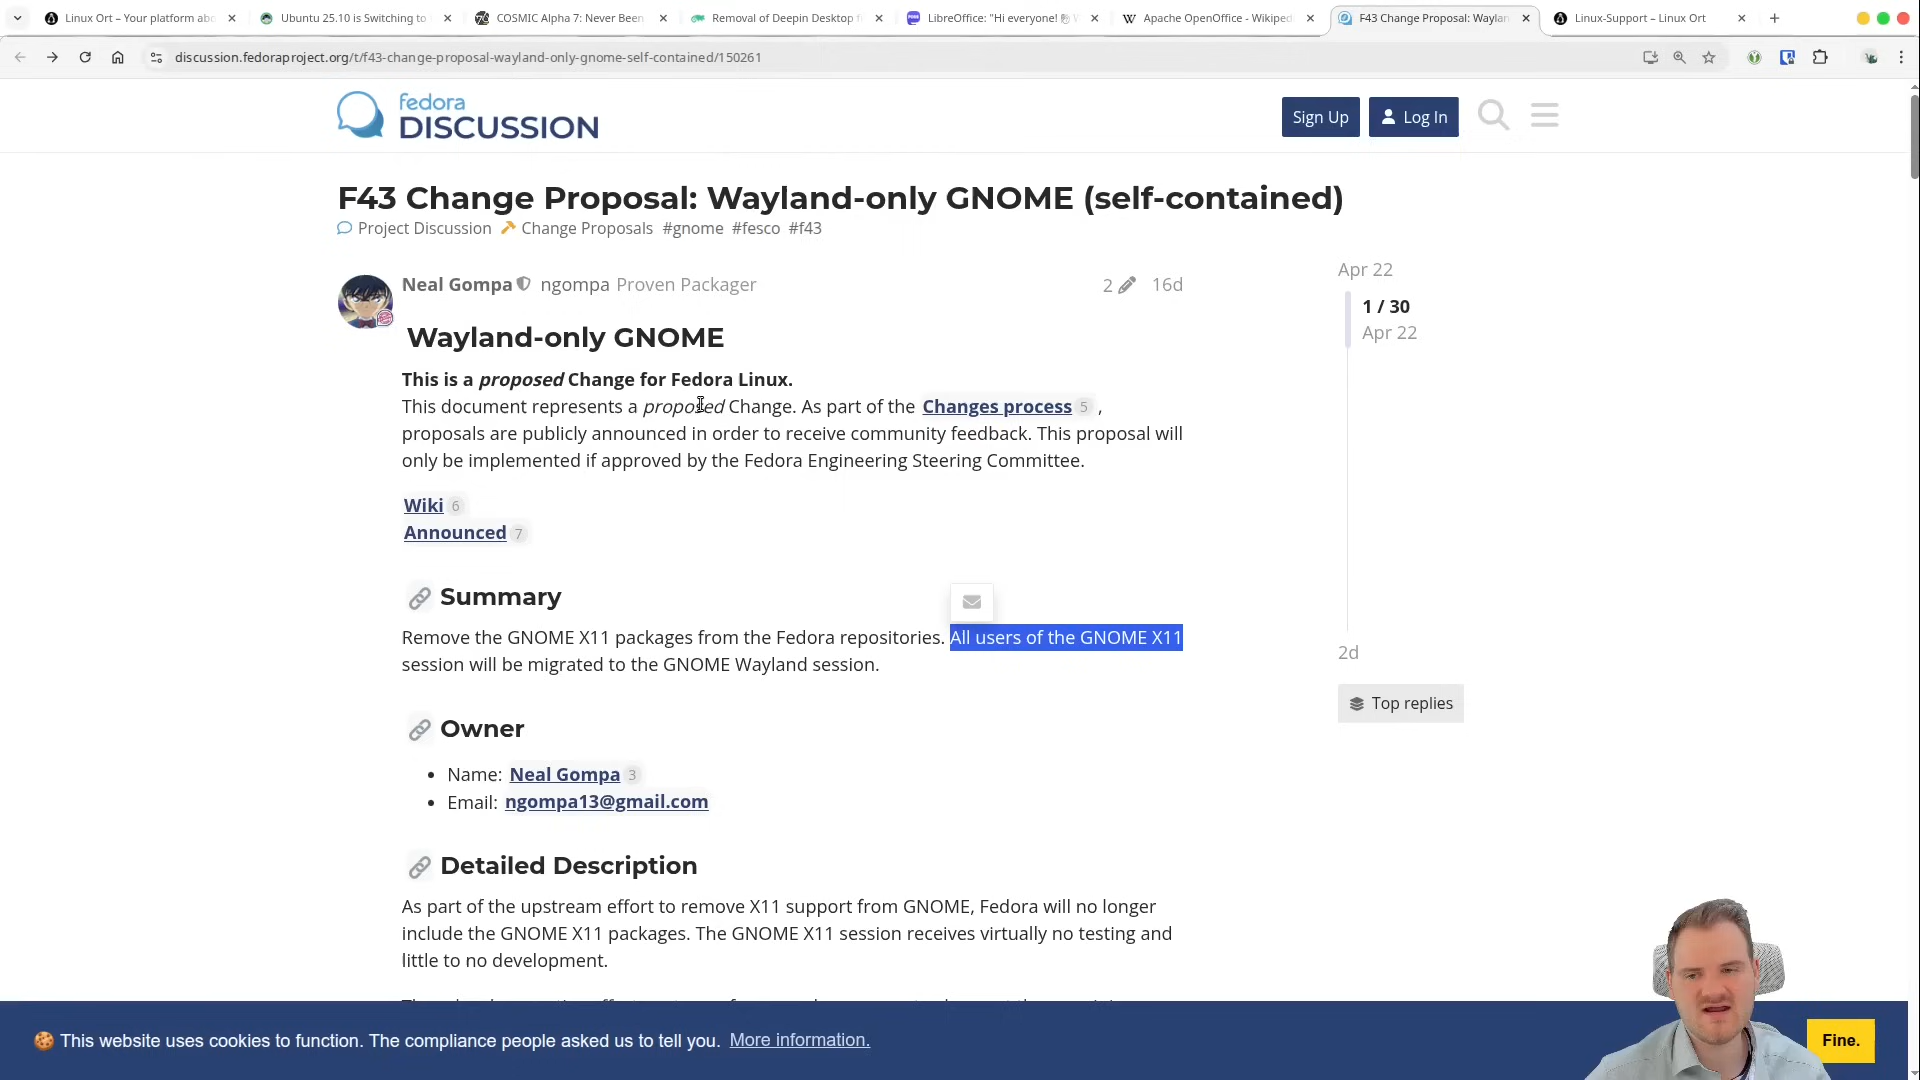 Linux Ort – Your platform abo
Ubuntu 25.10 is Switching to
COSMIC Alpha 7: Never Been
Removal of Deepin Desktop f
LibreOffice: "Hi everyone!
Apache OpenOffice - Wikiped
F43 Change Proposal: Waylan
Linux-Support – Linux Ort
discussion.fedoraproject.org/t/f43-change-proposal-wayland-only-gnome-self-contained/150261
fedora
DISCUSSION
Sign Up
Log In
F43 Change Proposal: Wayland-only GNOME (self-contained)
Project Discussion Change Proposals #gnome #fesco #f43
Neal Gompa ngompa Proven Packager 2 16d
Apr 22
1 / 30
Apr 22
2d
Top replies
Wayland-only GNOME
This is a proposed Change for Fedora Linux.
This document represents a proposed Change. As part of the Changes process 5 ,
proposals are publicly announced in order to receive community feedback. This proposal will
only be implemented if approved by the Fedora Engineering Steering Committee.
Wiki 6
Announced 7
Summary
Remove the GNOME X11 packages from the Fedora repositories. All users of the GNOME X11
session will be migrated to the GNOME Wayland session.
Owner
• Name: Neal Gompa 3
• Email: ngompa13@gmail.com
Detailed Description
As part of the upstream effort to remove X11 support from GNOME, Fedora will no longer
include the GNOME X11 packages. The GNOME X11 session receives virtually no testing and
little to no development.
This website uses cookies to function. The compliance people asked us to tell you. More information.
Fine.